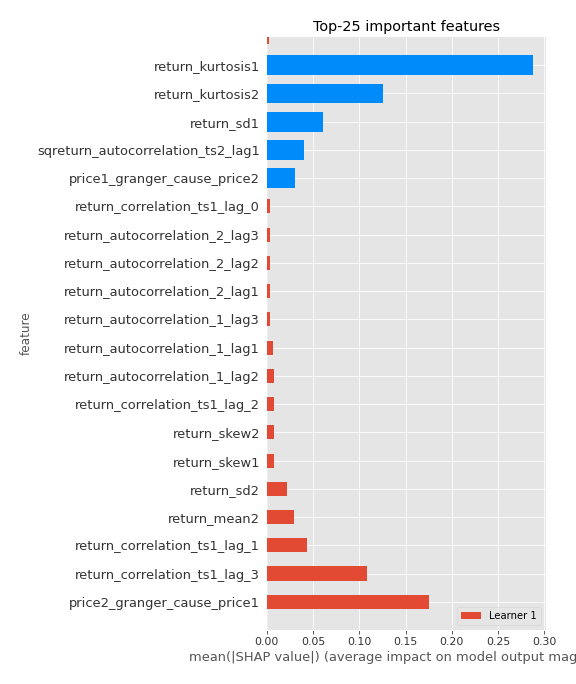 Top-25 important features
return_kurtosis1
return_kurtosis2
return_sd1
sqreturn_autocorrelation_ts2_lag1
price1_granger_cause_price2
return_correlation_ts1_lag_0
return_autocorrelation_2_lag3
return_autocorrelation_2_lag2
return_autocorrelation_2_lag1
return_autocorrelation_1_lag3
return_autocorrelation_1_lag1
return_autocorrelation_1_lag2
return_correlation_ts1_lag_2
return_skew2
return_skew1
return_sd2
return_mean2
return_correlation_ts1_lag_1
return_correlation_ts1_lag_3
price2_granger_cause_price1
feature
Learner 1
0.00 0.05 0.10 0.15 0.20 0.25 0.30
mean(|SHAP value|) (average impact on model output mag